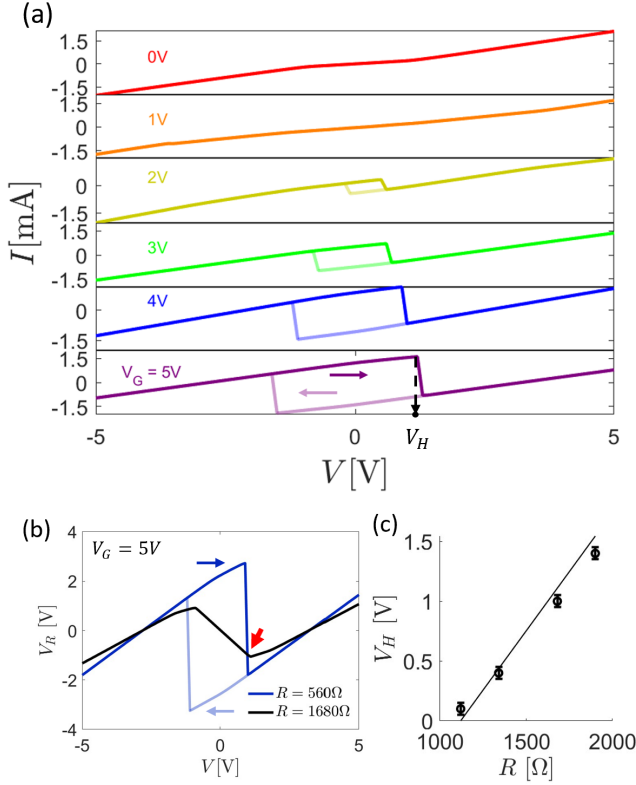 (a)
1.5
0
-1.5
0V
1.5
0
-1.5
1V
1.5
0
-1.5
2V
1.5
0
-1.5
3V
1.5
0
-1.5
4V
1.5
0
-1.5
V_G = 5V
I[mA]
-5
0
5
V_H
V[V]
(b)
V_G = 5V
4
2
0
-2
-4
V_R [V]
R = 560Ω
R = 1680Ω
-5
0
5
V[V]
(c)
1.5
1
0.5
0
V_H [V]
1000
1500
2000
R [Ω]